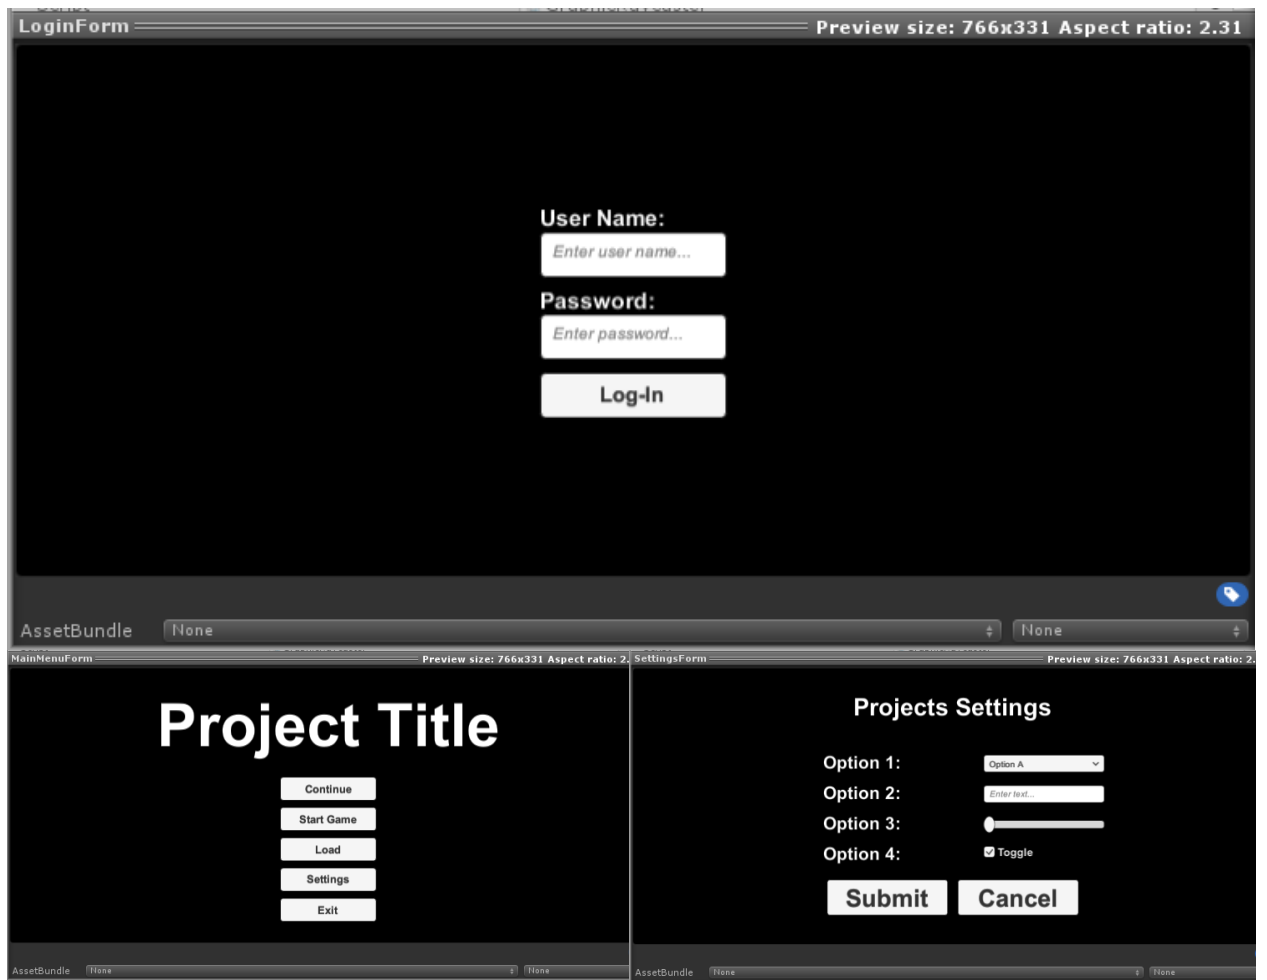 Script GraphicRaycaster
LoginForm Preview size: 766x331 Aspect ratio: 2.31
User Name:
Enter user name...
Password:
Enter password...
Log-In
AssetBundle None None
MainMenuForm Preview size: 766x331 Aspect ratio: 2.
Project Title
Continue
Start Game
Load
Settings
Exit
AssetBundle None None
SettingsForm Preview size: 766x331 Aspect ratio: 2.
Projects Settings
Option 1: Option A
Option 2: Enter text...
Option 3:
Option 4: Toggle
Submit Cancel
AssetBundle None None